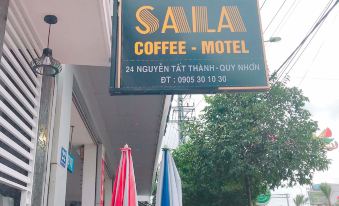 SALA
COFFEE - MOTEL
24 NGUYỄN TẤT THÀNH - QUY NHƠN
ĐT : 0905 30 10 30